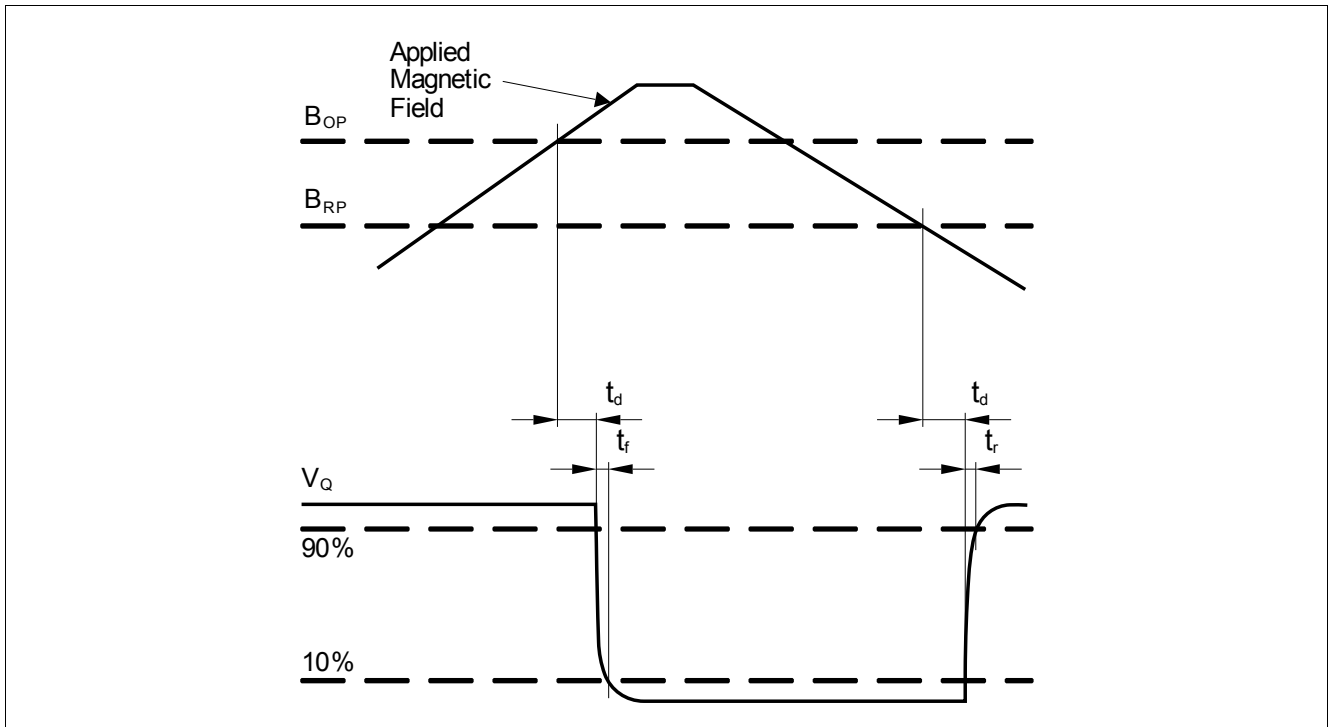 Applied
Magnetic
Field
B_OP
B_RP
t_d
t_d
t_f
t_r
V_Q
90%
10%